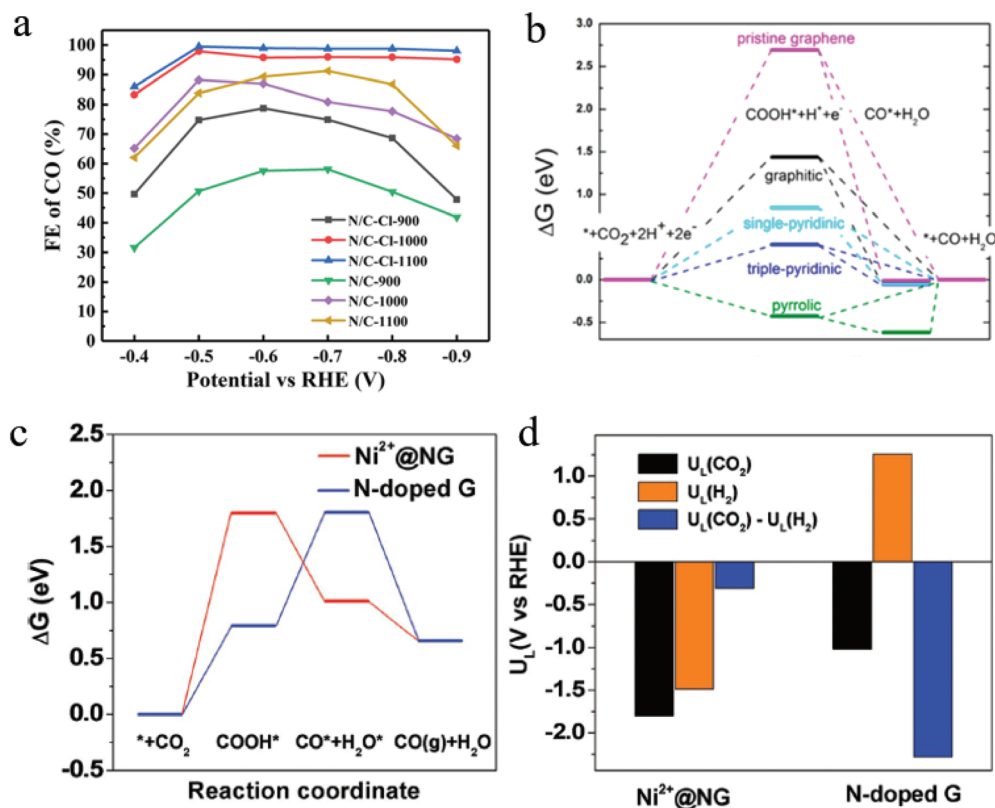 a
FE of CO (%)
100
90
80
70
60
50
40
30
20
10
0
N/C-Cl-900
N/C-Cl-1000
N/C-Cl-1100
N/C-900
N/C-1000
N/C-1100
-0.4 -0.5 -0.6 -0.7 -0.8 -0.9
Potential vs RHE (V)
b
ΔG (eV)
3.0
2.5
2.0
1.5
1.0
0.5
0.0
-0.5
pristine graphene
COOH*+H⁺+e⁻
CO*+H₂O
graphitic
single-pyridinic
*+CO₂+2H⁺+2e⁻
*+CO+H₂O
triple-pyridinic
pyrrolic
c
ΔG (eV)
2.5
2.0
1.5
1.0
0.5
0.0
-0.5
Ni²⁺@NG
N-doped G
*+CO₂ COOH* CO*+H₂O* CO(g)+H₂O
Reaction coordinate
d
U_L(V vs RHE)
1.0
0.5
0.0
-0.5
-1.0
-1.5
-2.0
U_L(CO₂)
U_L(H₂)
U_L(CO₂) - U_L(H₂)
Ni²⁺@NG N-doped G